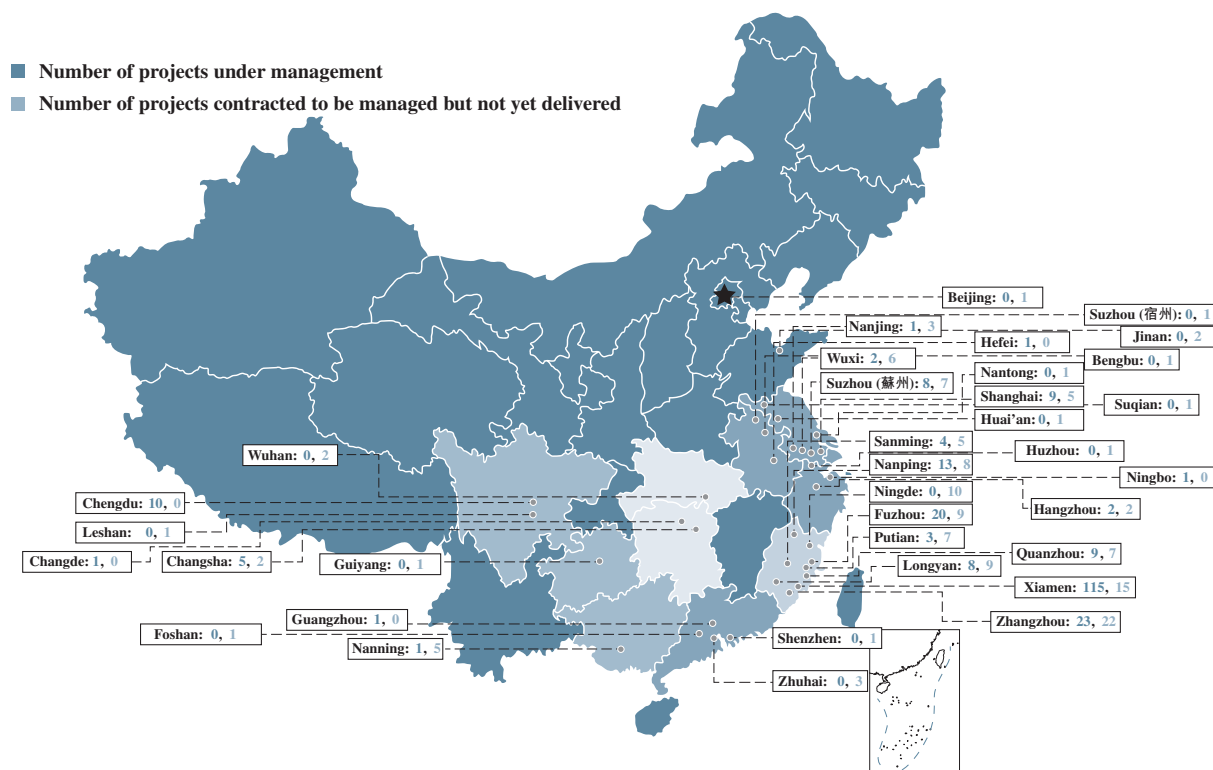 Number of projects under management
Number of projects contracted to be managed but not yet delivered
Beijing: 0, 1
Suzhou (宿州): 0, 1
Nanjing: 1, 3
Jinan: 0, 2
Hefei: 1, 0
Wuxi: 2, 6
Bengbu: 0, 1
Nantong: 0, 1
Suzhou (蘇州): 8, 7
Shanghai: 9, 5
Suqian: 0, 1
Huai'an: 0, 1
Sanming: 4, 5
Huzhou: 0, 1
Wuhan: 0, 2
Nanping: 13, 8
Ningbo: 1, 0
Ningde: 0, 10
Chengdu: 10, 0
Hangzhou: 2, 2
Fuzhou: 20, 9
Leshan: 0, 1
Putian: 3, 7
Quanzhou: 9, 7
Changde: 1, 0
Changsha: 5, 2
Guiyang: 0, 1
Longyan: 8, 9
Xiamen: 115, 15
Guangzhou: 1, 0
Zhangzhou: 23, 22
Foshan: 0, 1
Shenzhen: 0, 1
Nanning: 1, 5
Zhuhai: 0, 3